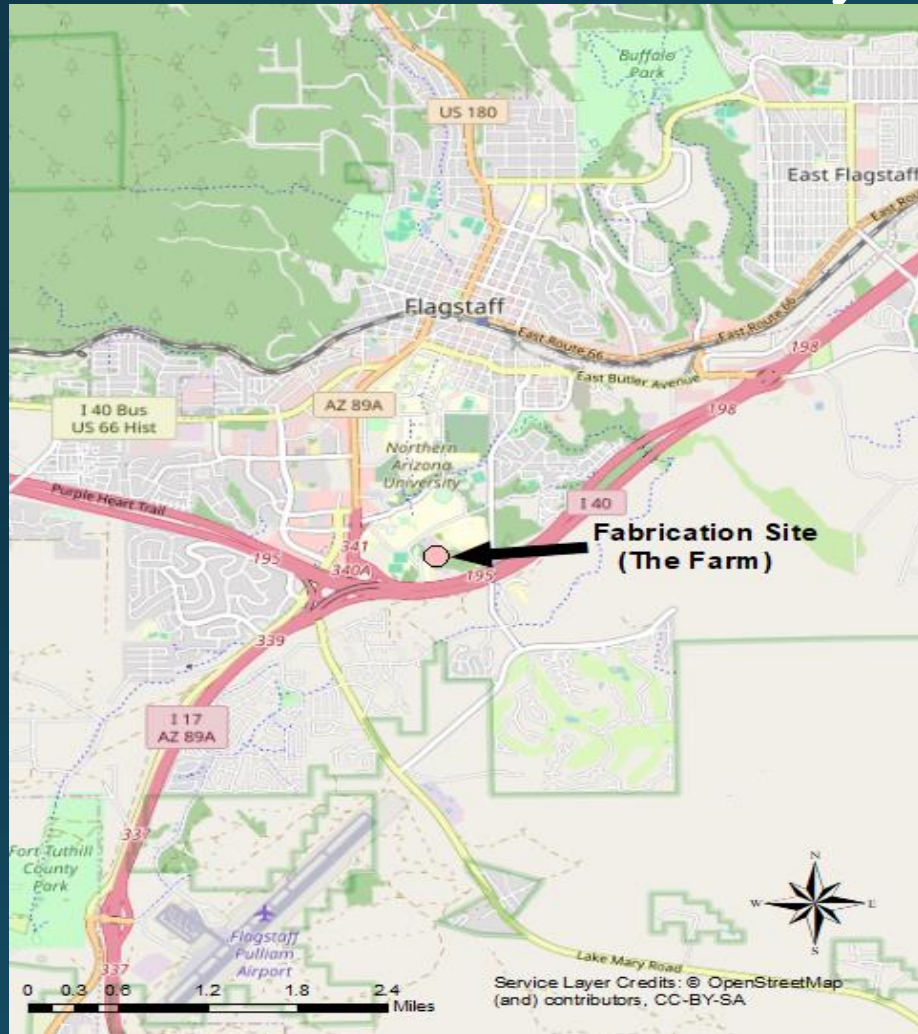 Buffalo
Park
US 180
East Flagstaff
East Ro
Flagstaff
East Route 66
East Route 66
198
East Butler Avenue
I 40 Bus
US 66 Hist
AZ 89A
198
Northern
Arizona
University
Purple Heart Trail
I 40
Fabrication Site
(The Farm)
341
195
340A
195
339
I 17
AZ 89A
337
Fort Tuthill
County
Park
N
W
E
S
Flagstaff
Pulliam
Airport
Lake Mary Road
337
0 0.3 0.6 1.2 1.8 2.4
Miles
Service Layer Credits: © OpenStreetMap
(and) contributors, CC-BY-SA